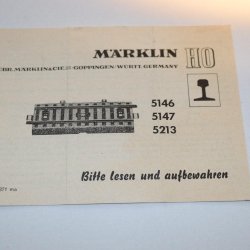 MÄRKLIN HO
GEBR. MÄRKLIN & CIE. GÖPPINGEN/WÜRTT. GERMANY
5146
5147
5213
Bitte lesen und aufbewahren